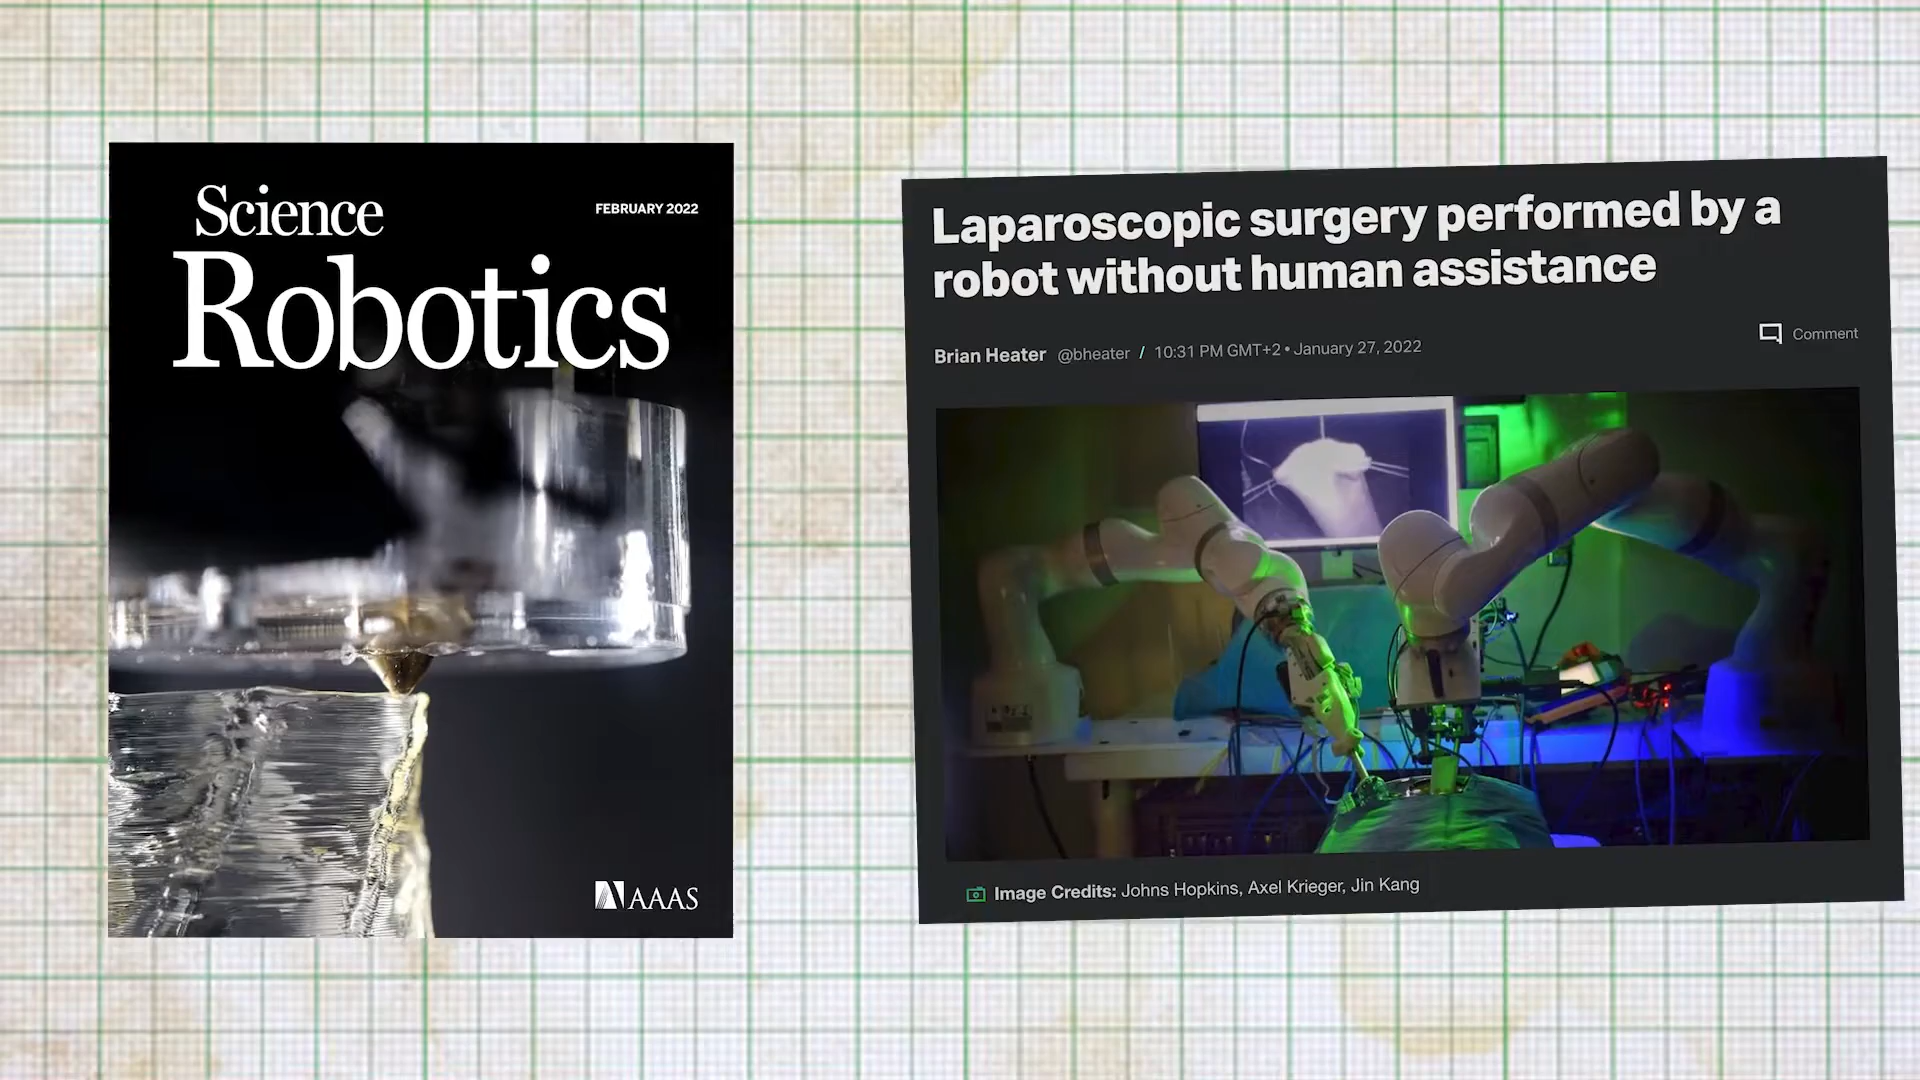 Science
Robotics
FEBRUARY 2022
AAAS
Laparoscopic surgery performed by a
robot without human assistance
Brian Heater @bheater / 10:31 PM GMT+2 • January 27, 2022
Comment
Image Credits: Johns Hopkins, Axel Krieger, Jin Kang